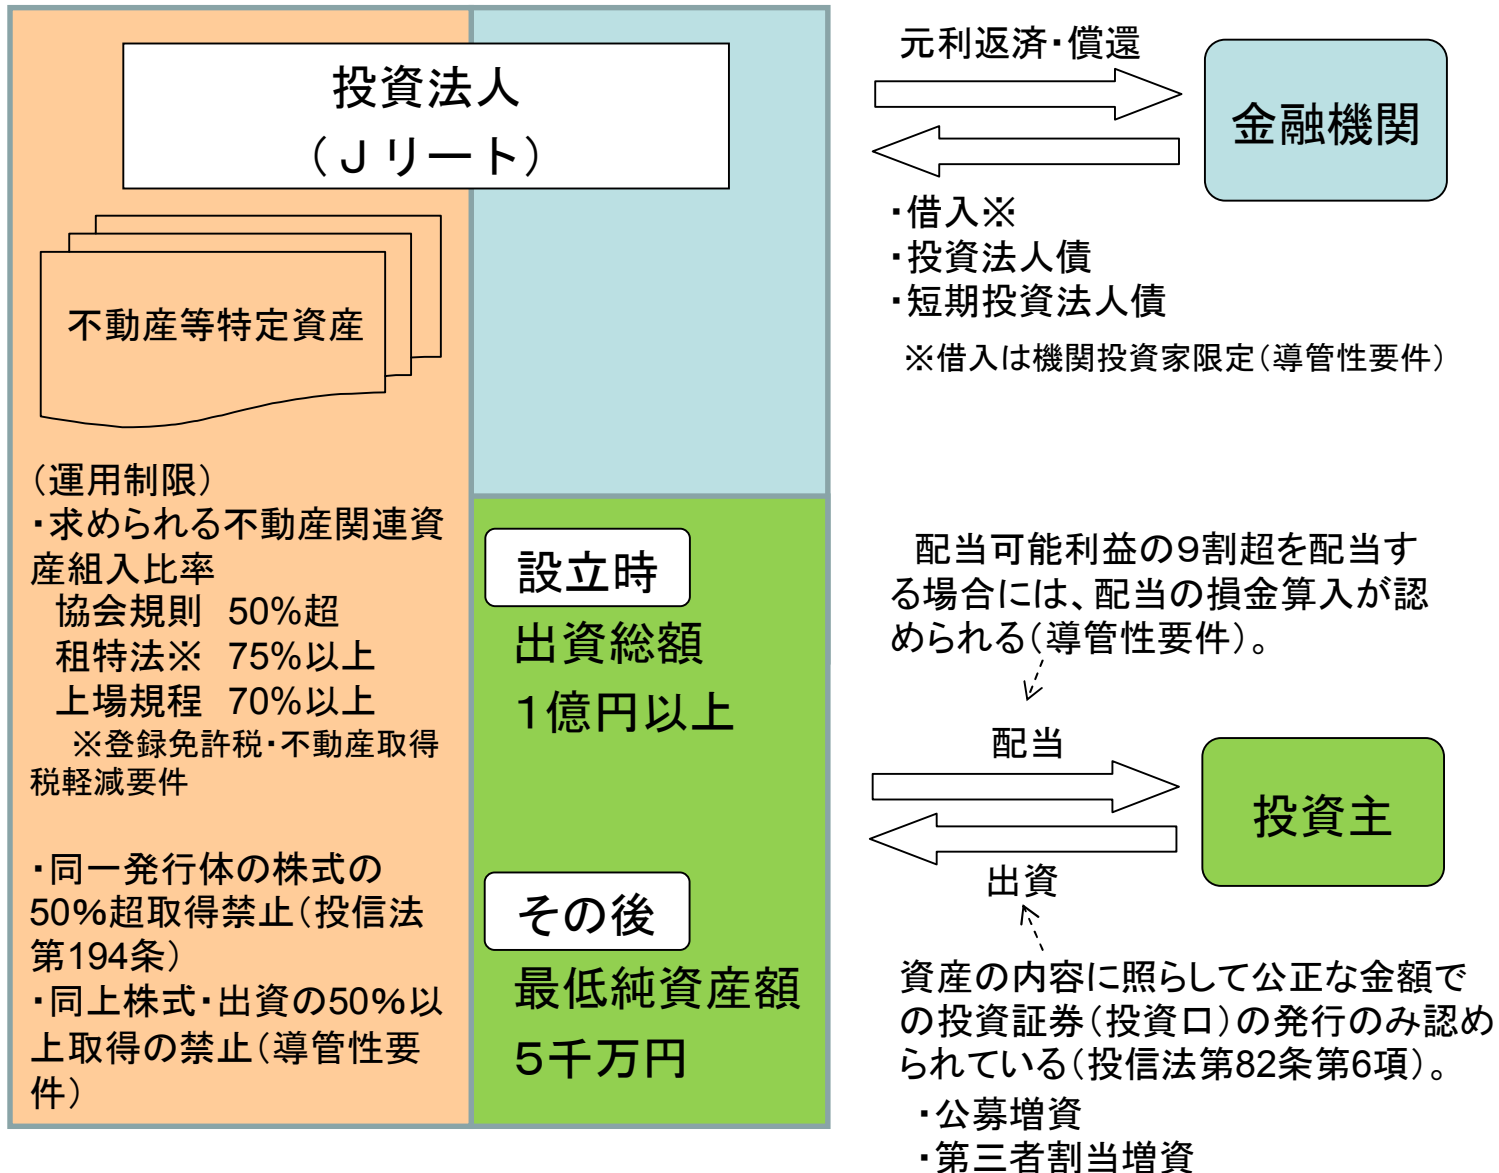 投資法人
（Ｊリート）
不動産等特定資産
（運用制限）
・求められる不動産関連資
産組入比率
協会規則　50%超
租特法※　75%以上
上場規程　70%以上
※登録免許税・不動産取得
税軽減要件
・同一発行体の株式の
50%超取得禁止（投信法
第194条）
・同上株式・出資の50%以
上取得の禁止（導管性要
件）
設立時
出資総額
１億円以上
その後
最低純資産額
５千万円
元利返済・償還
金融機関
・借入※
・投資法人債
・短期投資法人債
※借入は機関投資家限定（導管性要件）
配当可能利益の９割超を配当す
る場合には、配当の損金算入が認
められる（導管性要件）。
配当
投資主
出資
資産の内容に照らして公正な金額で
の投資証券（投資口）の発行のみ認め
られている（投信法第82条第6項）。
・公募増資
・第三者割当増資